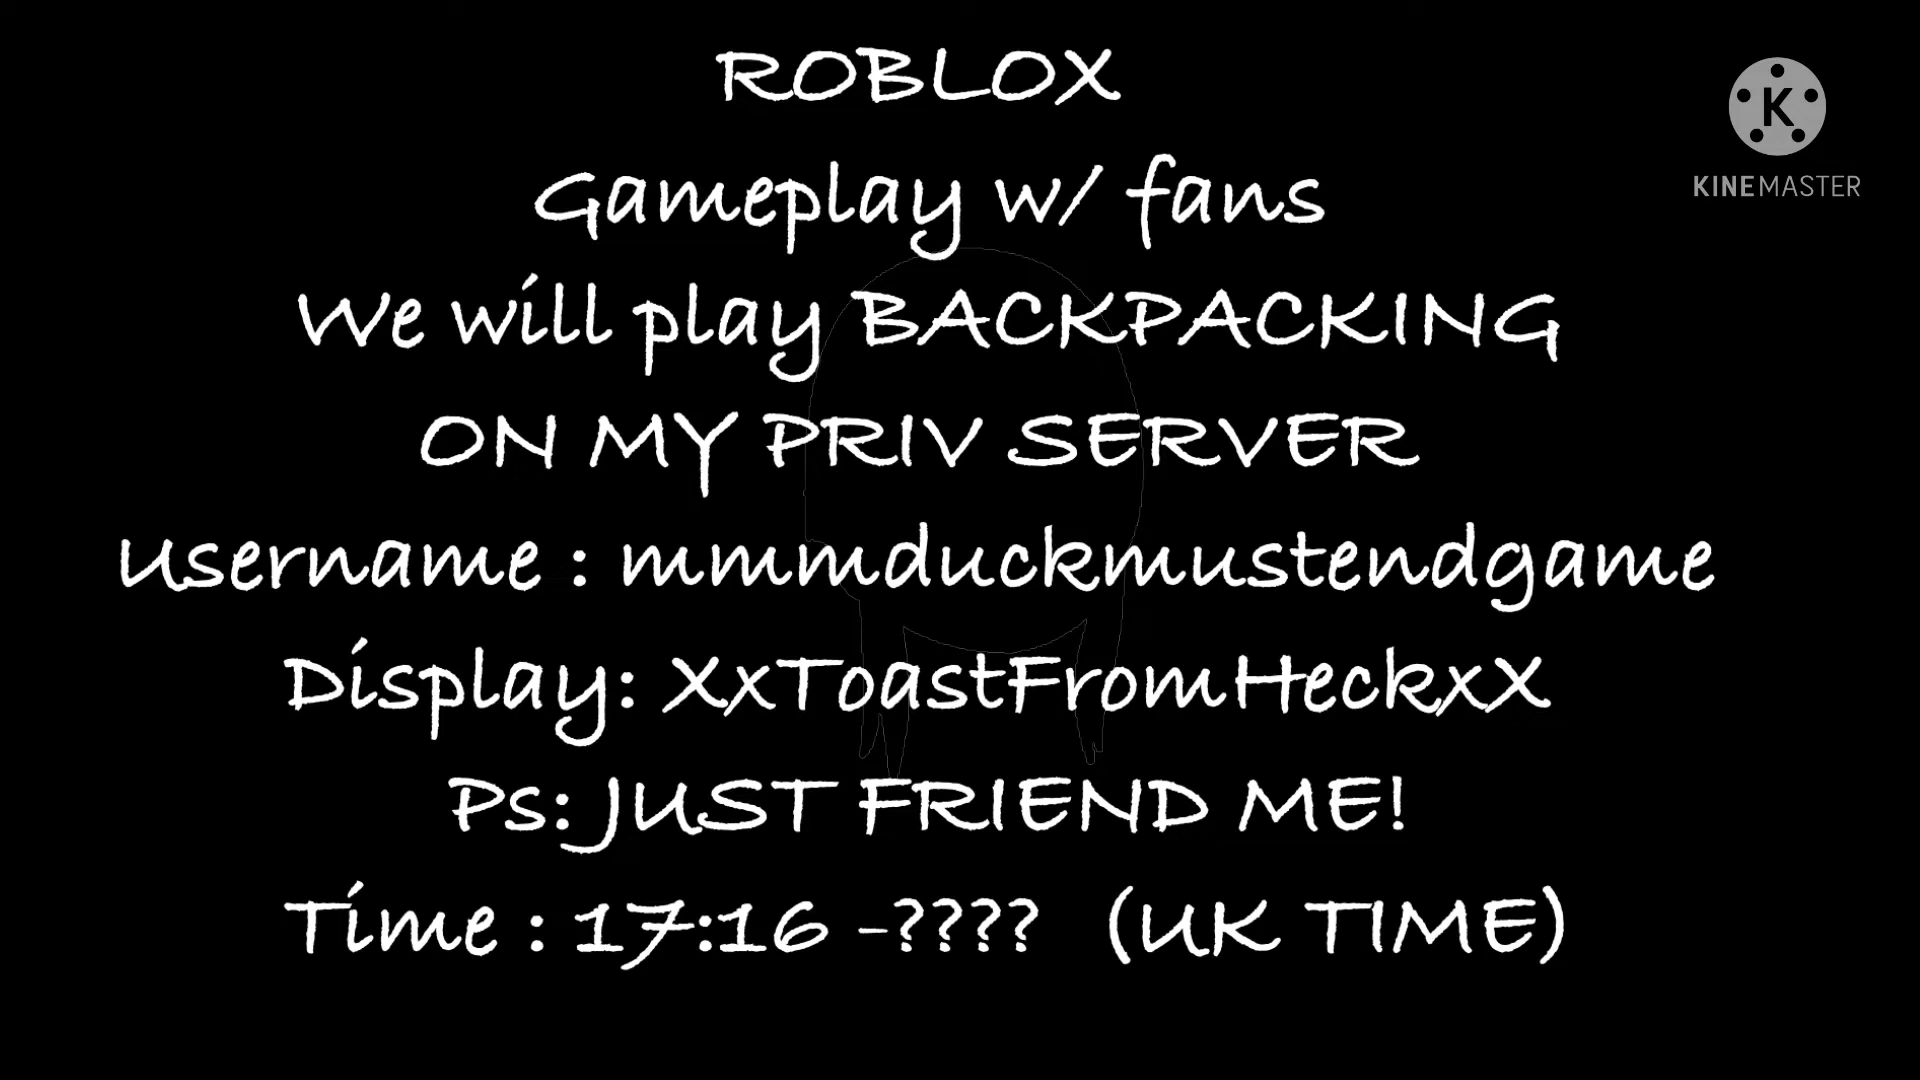 ROBLOX
Gameplay w/ fans
We will play BACKPACKING
ON MY PRIV SERVER
Username : mmmduckmustendgame
Display: XxToastFromHeckxX
Ps: JUST FRIEND ME!
Time : 17:16 -???? (UK TIME)
K
KINEMASTER